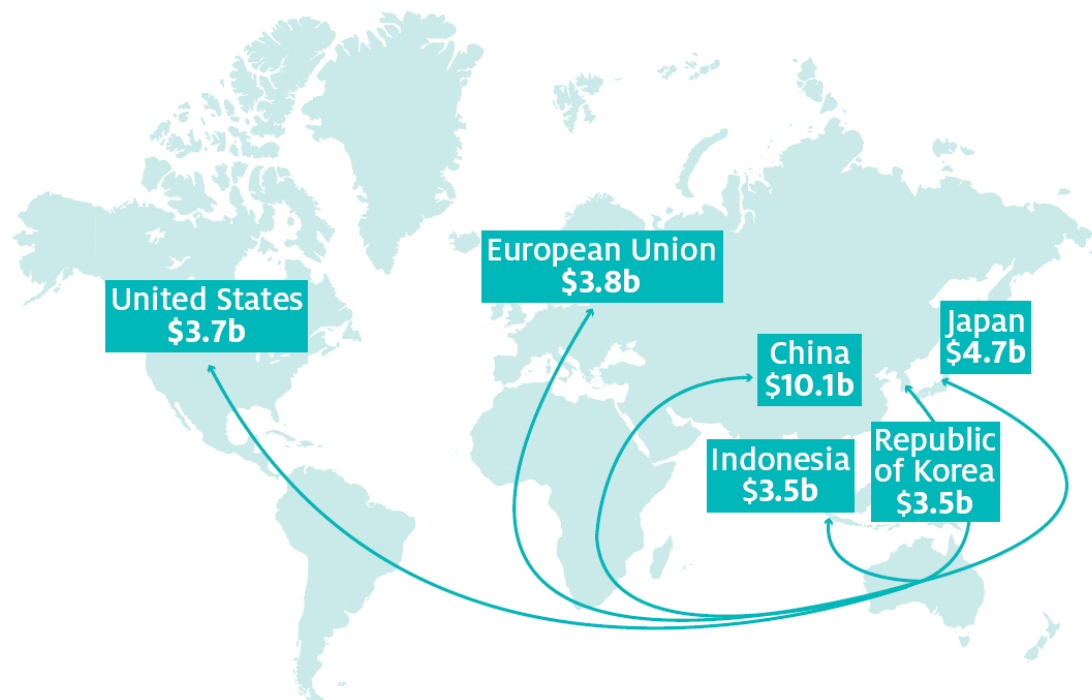 European Union
$3.8b
United States
$3.7b
Japan
$4.7b
China
$10.1b
Republic
of Korea
$3.5b
Indonesia
$3.5b